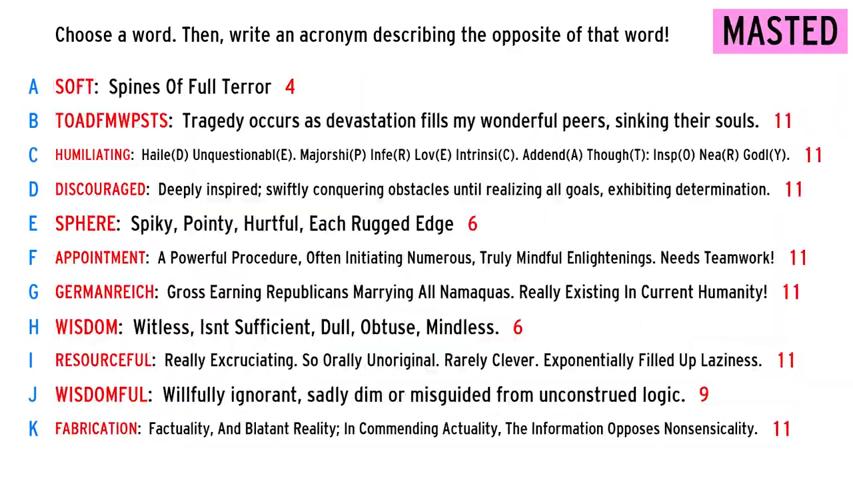 Choose a word. Then, write an acronym describing the opposite of that word!
MASTED
A SOFT: Spines Of Full Terror 4
B TOADFMWPSTS: Tragedy occurs as devastation fills my wonderful peers, sinking their souls. 11
C HUMILIATING: Haile(D) Unquestionabl(E). Majorshi(P) Infe(R) Lov(E) Intrinsi(C). Addend(A) Though(T): Insp(O) Nea(R) Godl(Y). 11
D DISCOURAGED: Deeply inspired; swiftly conquering obstacles until realizing all goals, exhibiting determination. 11
E SPHERE: Spiky, Pointy, Hurtful, Each Rugged Edge 6
F APPOINTMENT: A Powerful Procedure, Often Initiating Numerous, Truly Mindful Enlightenings. Needs Teamwork! 11
G GERMANREICH: Gross Earning Republicans Marrying All Namaquas. Really Existing In Current Humanity! 11
H WISDOM: Witless, Isnt Sufficient, Dull, Obtuse, Mindless. 6
I RESOURCEFUL: Really Excruciating. So Orally Unoriginal. Rarely Clever. Exponentially Filled Up Laziness. 11
J WISDOMFUL: Willfully ignorant, sadly dim or misguided from unconstrued logic. 9
K FABRICATION: Factuality, And Blatant Reality; In Commending Actuality, The Information Opposes Nonsensicality. 11